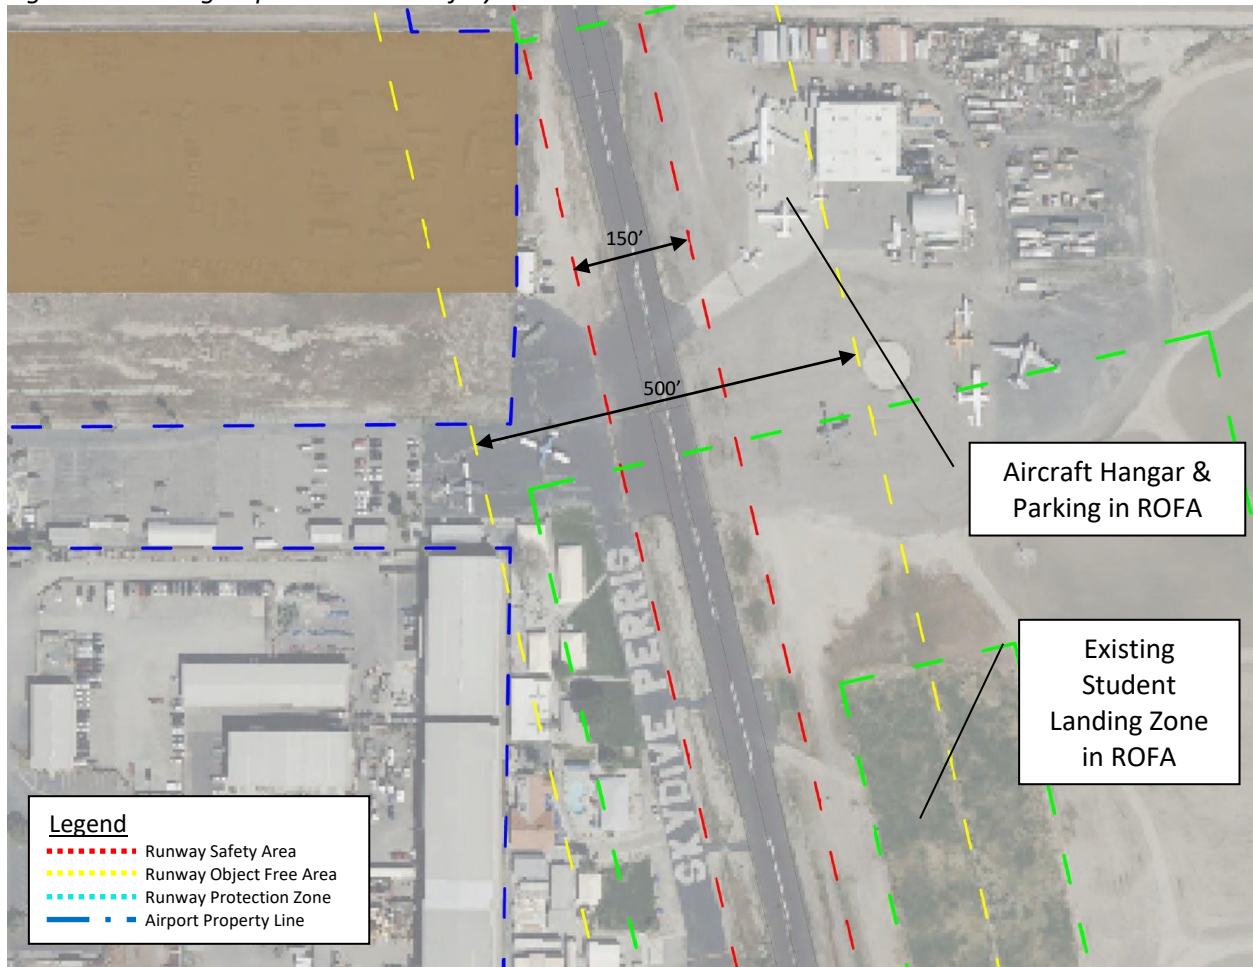 150’
500’
Aircraft Hangar &
Parking in ROFA
SKYDIVE PERRIS
Existing
Student
Landing Zone
in ROFA
Legend
Runway Safety Area
Runway Object Free Area
Runway Protection Zone
Airport Property Line